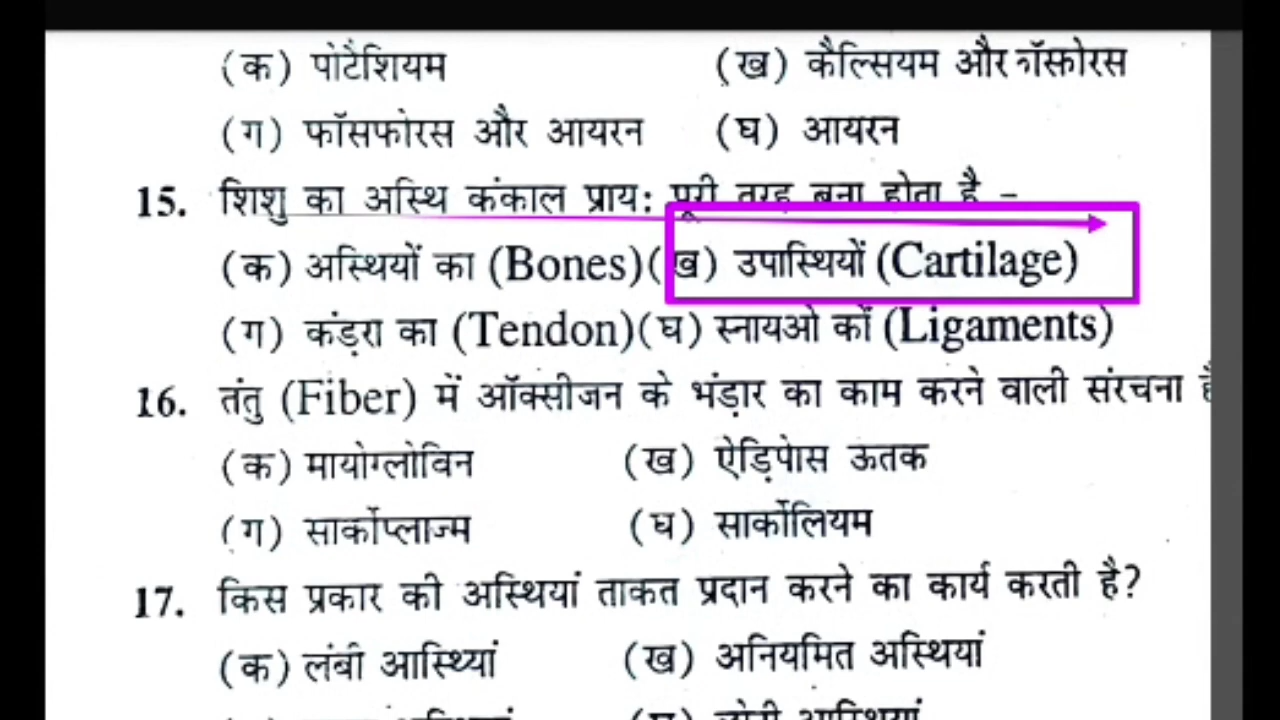 (क) पोटैशियम (ख) कैल्सियम और फॉस्फोरस
(ग) फॉसफोरस और आयरन (घ) आयरन
15. शिशु का अस्थि कंकाल प्राय: पूरी तरह बना होता है -
(क) अस्थियों का (Bones) (ख) उपास्थियों (Cartilage)
(ग) कंड़रा का (Tendon) (घ) स्नायओ कों (Ligaments)
16. तंतु (Fiber) में ऑक्सीजन के भंड़ार का काम करने वाली संरचना है
(क) मायोग्लोविन (ख) ऐड़िपोस ऊतक
(ग) सार्कोप्लाज्म (घ) सार्कोलियम
17. किस प्रकार की अस्थियां ताकत प्रदान करने का कार्य करती है?
(क) लंबी आस्थ्यिां (ख) अनियमित अस्थियां